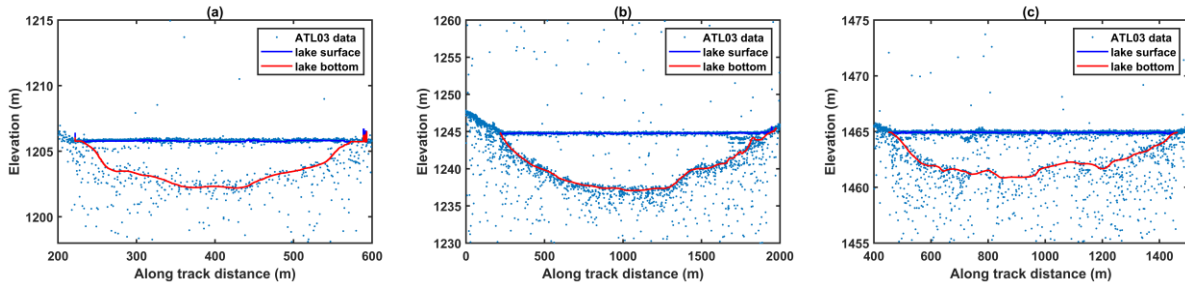 (a)
1215
1210
1205
1200
Elevation (m)
200 300 400 500 600
Along track distance (m)
ATL03 data
lake surface
lake bottom
(b)
1260
1255
1250
1245
1240
1235
1230
Elevation (m)
0 500 1000 1500 2000
Along track distance (m)
ATL03 data
lake surface
lake bottom
(c)
1475
1470
1465
1460
1455
Elevation (m)
400 600 800 1000 1200 1400
Along track distance (m)
ATL03 data
lake surface
lake bottom